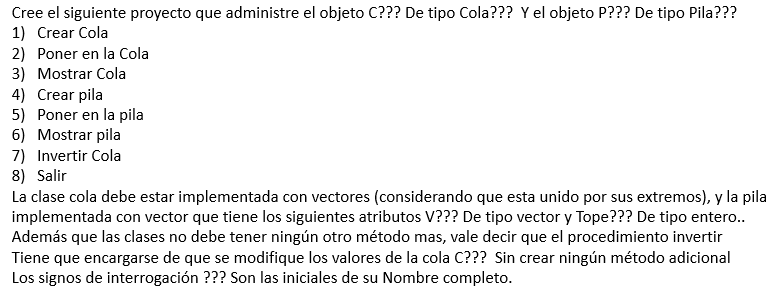 Cree el siguiente proyecto que administre el objeto C??? De tipo Cola??? Y el objeto P??? De tipo Pila???
1) Crear Cola
2) Poner en la Cola
3) Mostrar Cola
4) Crear pila
5) Poner en la pila
6) Mostrar pila
7) Invertir Cola
8) Salir
La clase cola debe estar implementada con vectores (considerando que esta unido por sus extremos), y la pila
implementada con vector que tiene los siguientes atributos V??? De tipo vector y Tope??? De tipo entero..
Además que las clases no debe tener ningún otro método mas, vale decir que el procedimiento invertir
Tiene que encargarse de que se modifique los valores de la cola C??? Sin crear ningún método adicional
Los signos de interrogación ??? Son las iniciales de su Nombre completo.